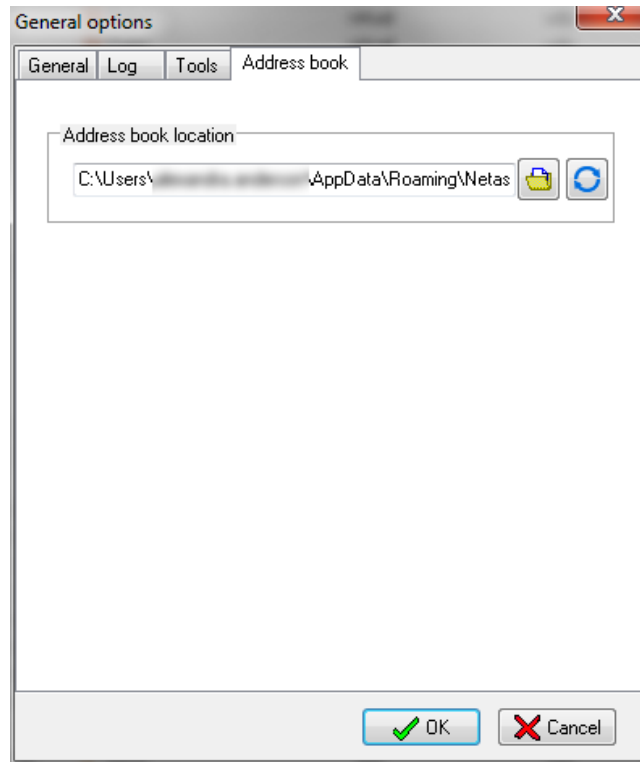 General options
General Log Tools Address book
Address book location
C:\Users\ \AppData\Roaming\Netas
OK Cancel